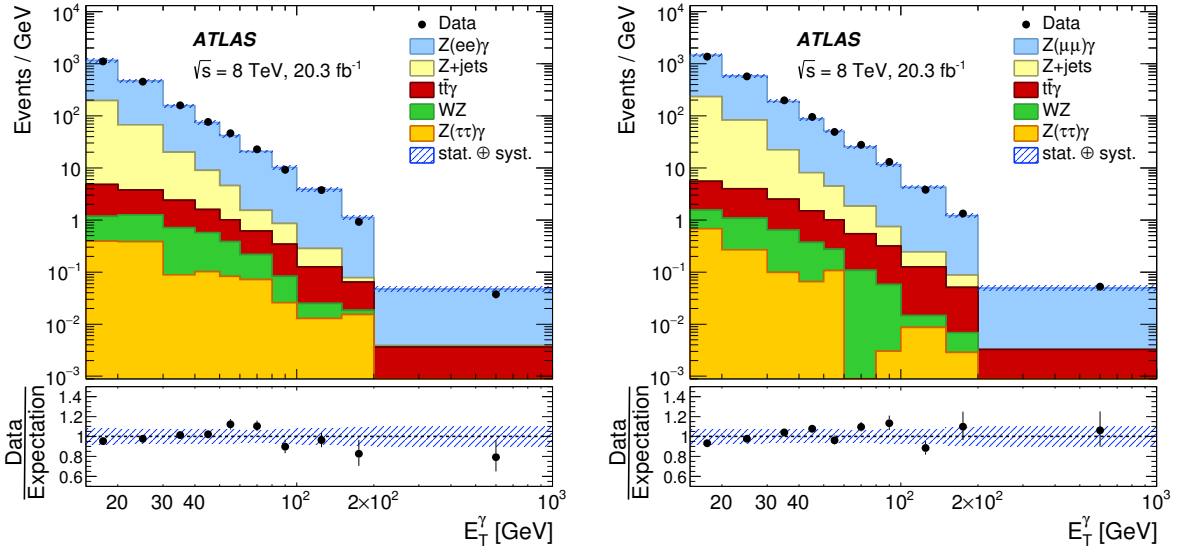 Events / GeV
10⁴
10³
10²
10
1
10⁻¹
10⁻²
10⁻³
ATLAS
√s = 8 TeV, 20.3 fb⁻¹
Data
Z(ee)γ
Z+jets
tt̄γ
WZ
Z(ττ)γ
stat. ⊕ syst.
Data
Expectation
1.4
1.2
1
0.8
0.6
20 30 40 10² 2×10² 10³
E_T^γ [GeV]
Events / GeV
10⁴
10³
10²
10
1
10⁻¹
10⁻²
10⁻³
ATLAS
√s = 8 TeV, 20.3 fb⁻¹
Data
Z(μμ)γ
Z+jets
tt̄γ
WZ
Z(ττ)γ
stat. ⊕ syst.
Data
Expectation
1.4
1.2
1
0.8
0.6
20 30 40 10² 2×10² 10³
E_T^γ [GeV]